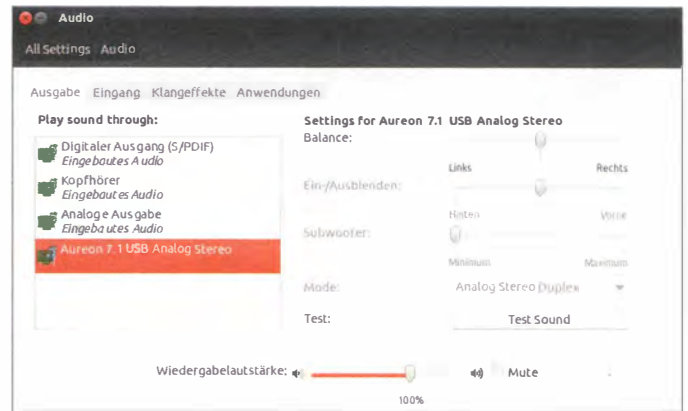 Audio
All Settings Audio
Ausgabe Eingang Klangeffekte Anwendungen
Play sound through:
Digitaler Ausgang (S/PDIF)
Eingebautes Audio
Kopfhörer
Eingebautes Audio
Analoge Ausgabe
Eingebautes Audio
Aureon 7.1 USB Analog Stereo
Settings for Aureon 7.1 USB Analog Stereo
Balance:
Links Rechts
Ein-/Ausblenden:
Hinten Vorne
Subwoofer:
Minimum Maximum
Mode: Analog Stereo Duplex
Test: Test Sound
Wiedergabelautstärke: Mute
100%